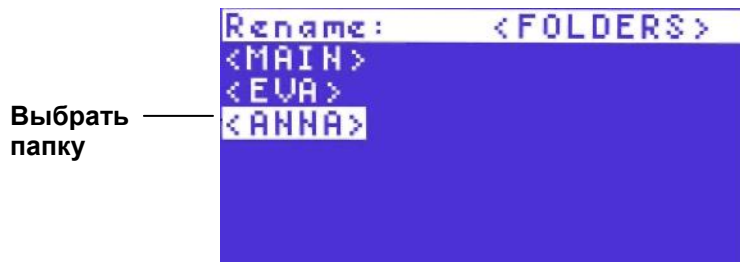 Rename: <FOLDERS>
<MAIN>
<EVA>
<ANNA>
Выбрать
папку